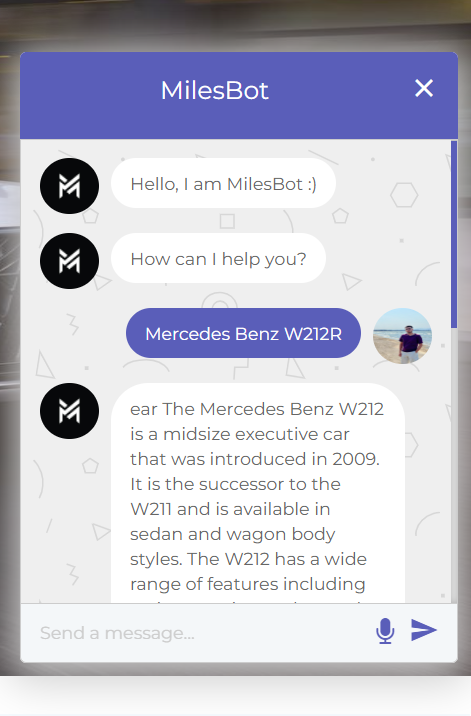 MilesBot
Hello, I am MilesBot :)
How can I help you?
Mercedes Benz W212R
ear The Mercedes Benz W212
is a midsize executive car
that was introduced in 2009.
It is the successor to the
W211 and is available in
sedan and wagon body
styles. The W212 has a wide
range of features including
Send a message...